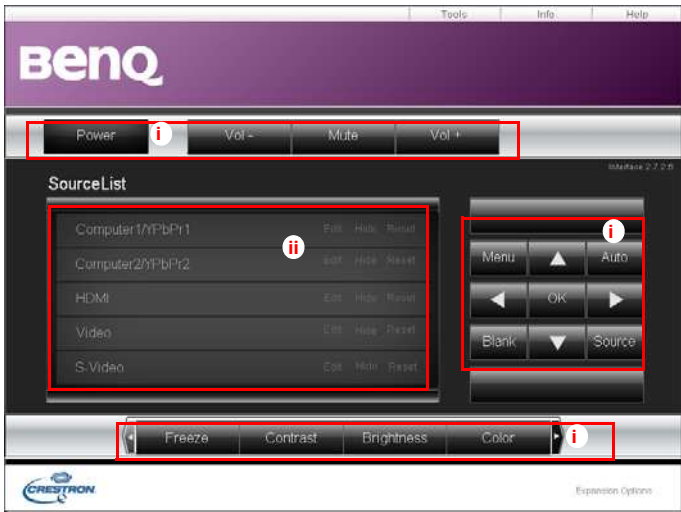 Tools Info Help
BenQ
Power i Vol - Mute Vol +
Interface 2.7.2.6
SourceList
Computer1/YPbPr1 Edit Hide Reset
Computer2/YPbPr2 Edit Hide Reset
HDMI Edit Hide Reset
Video Edit Hide Reset
S-Video Edit Hide Reset
ii
i
Menu Auto
OK
Blank Source
Freeze Contrast Brightness Color i
CRESTRON
Expansion Options